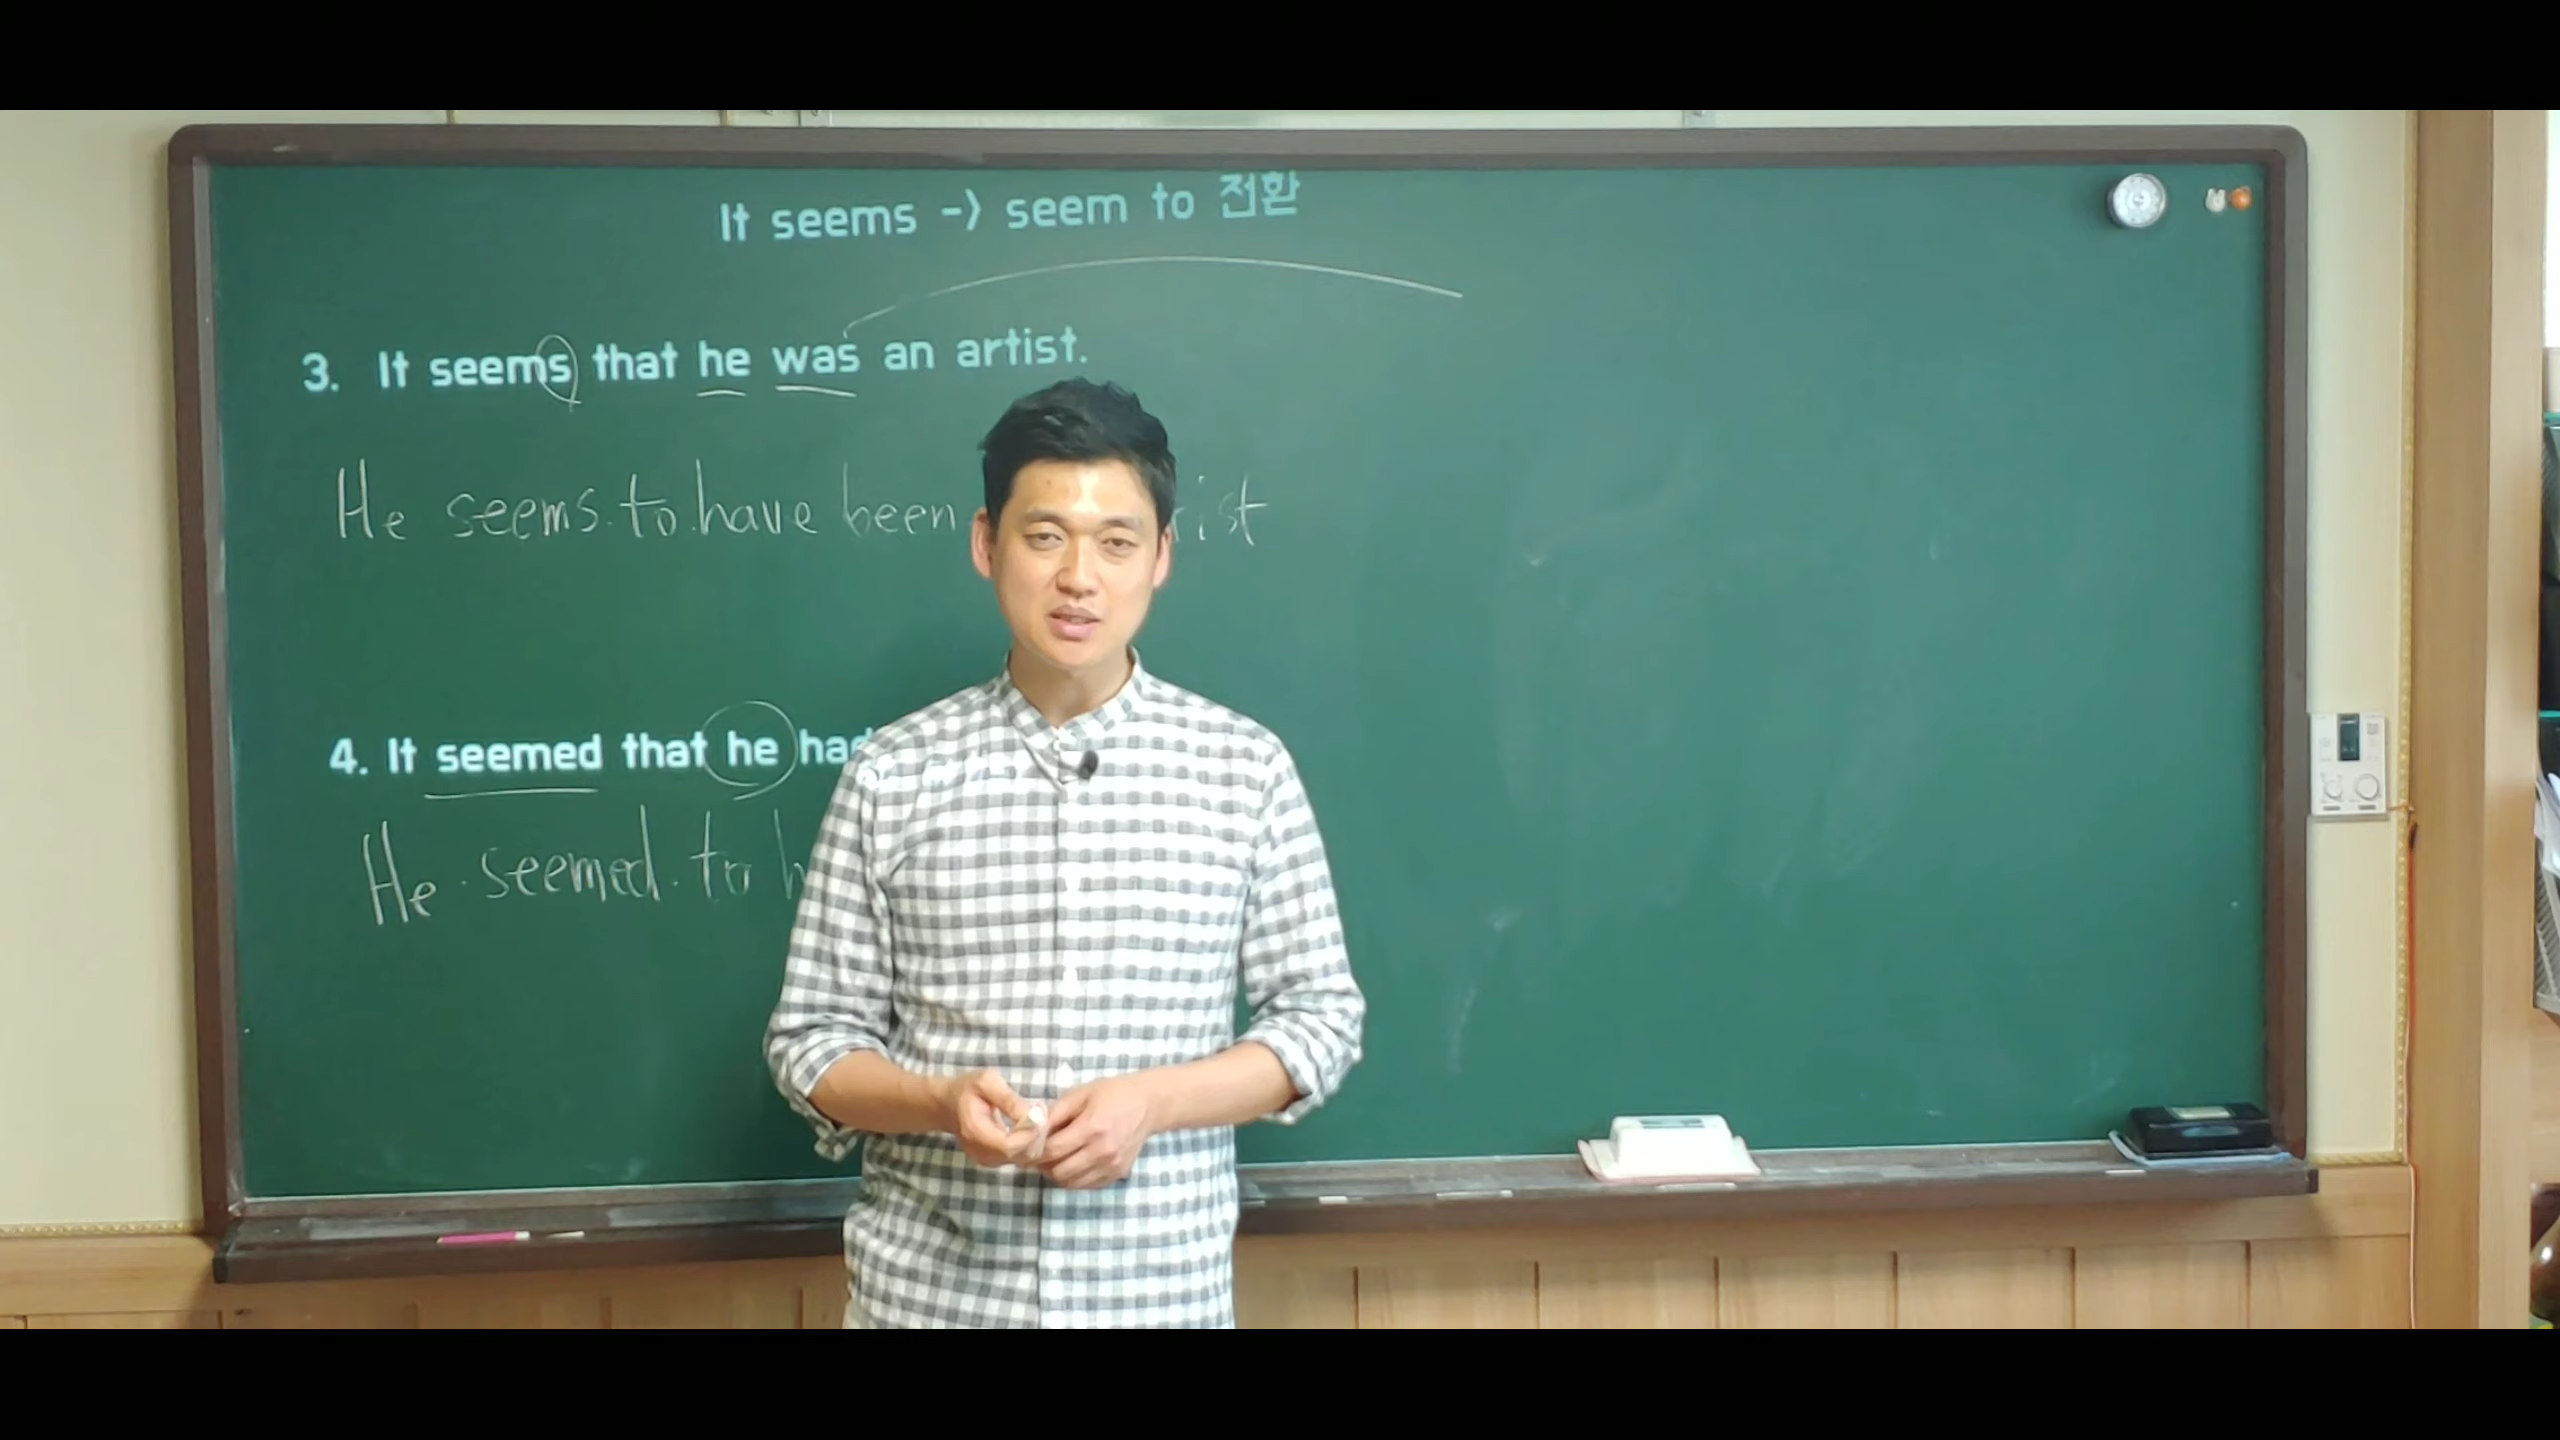 It seems -> seem to 전환
3. It seems that he was an artist.
He seems to have been
4. It seemed that he had
He seemed to